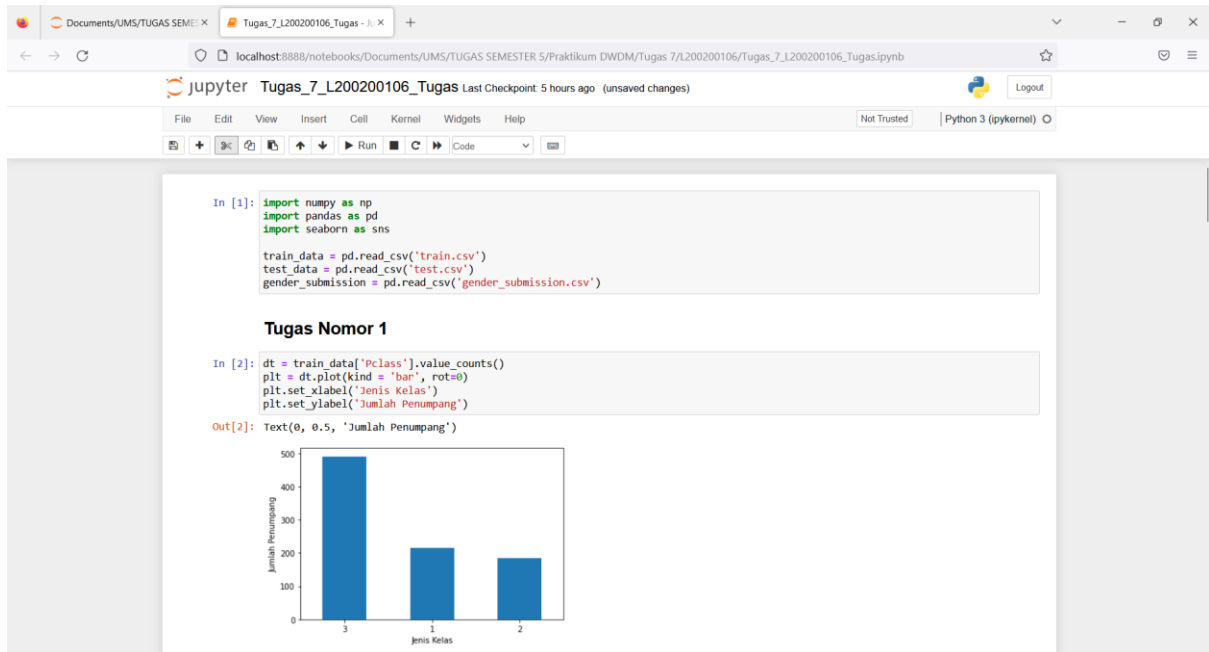 Documents/UMS/TUGAS SEMES
Tugas_7_L200200106_Tugas - Ju
localhost:8888/notebooks/Documents/UMS/TUGAS SEMESTER 5/Praktikum DWDM/Tugas 7/L200200106/Tugas_7_L200200106_Tugas.ipynb
jupyter Tugas_7_L200200106_Tugas Last Checkpoint: 5 hours ago (unsaved changes)
Logout
File Edit View Insert Cell Kernel Widgets Help
Not Trusted
Python 3 (ipykernel)
Run
Code
In [1]: import numpy as np
import pandas as pd
import seaborn as sns
train_data = pd.read_csv('train.csv')
test_data = pd.read_csv('test.csv')
gender_submission = pd.read_csv('gender_submission.csv')
Tugas Nomor 1
In [2]: dt = train_data['Pclass'].value_counts()
plt = dt.plot(kind = 'bar', rot=0)
plt.set_xlabel('Jenis Kelas')
plt.set_ylabel('Jumlah Penumpang')
Out[2]: Text(0, 0.5, 'Jumlah Penumpang')
500
400
300
200
100
0
Jumlah Penumpang
3 1 2
Jenis Kelas